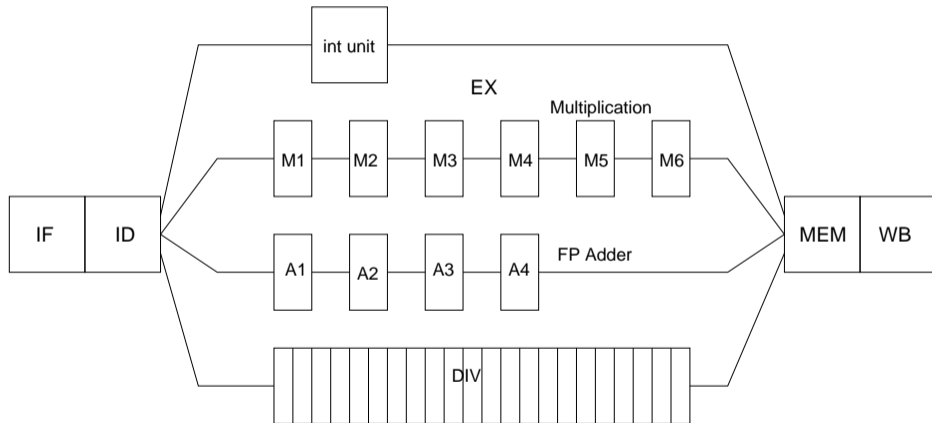 int unit
EX
Multiplication
M1 M2 M3 M4 M5 M6
IF ID MEM WB
FP Adder
A1 A2 A3 A4
DIV